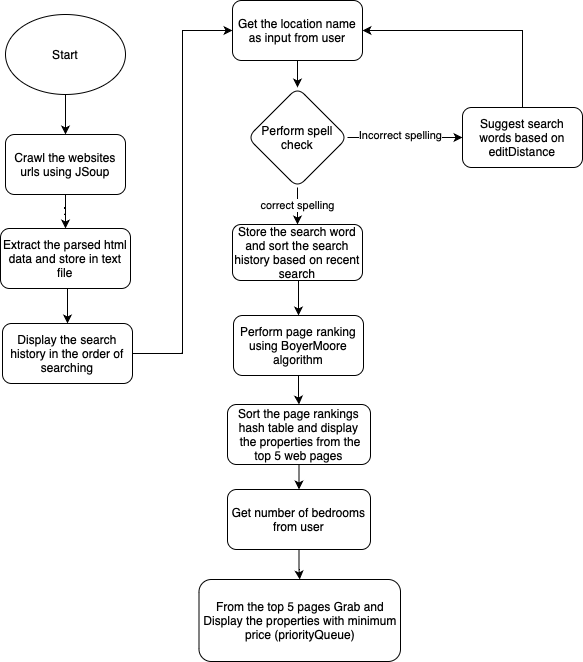 Start
Crawl the websites
urls using JSoup
Extract the parsed html
data and store in text
file
Display the search
history in the order of
searching
Get the location name
as input from user
Perform spell
check
Incorrect spelling
Suggest search
words based on
editDistance
correct spelling
Store the search word
and sort the search
history based on recent
search
Perform page ranking
using BoyerMoore
algorithm
Sort the page rankings
hash table and display
the properties from the
top 5 web pages
Get number of bedrooms
from user
From the top 5 pages Grab and
Display the properties with minimum
price (priorityQueue)